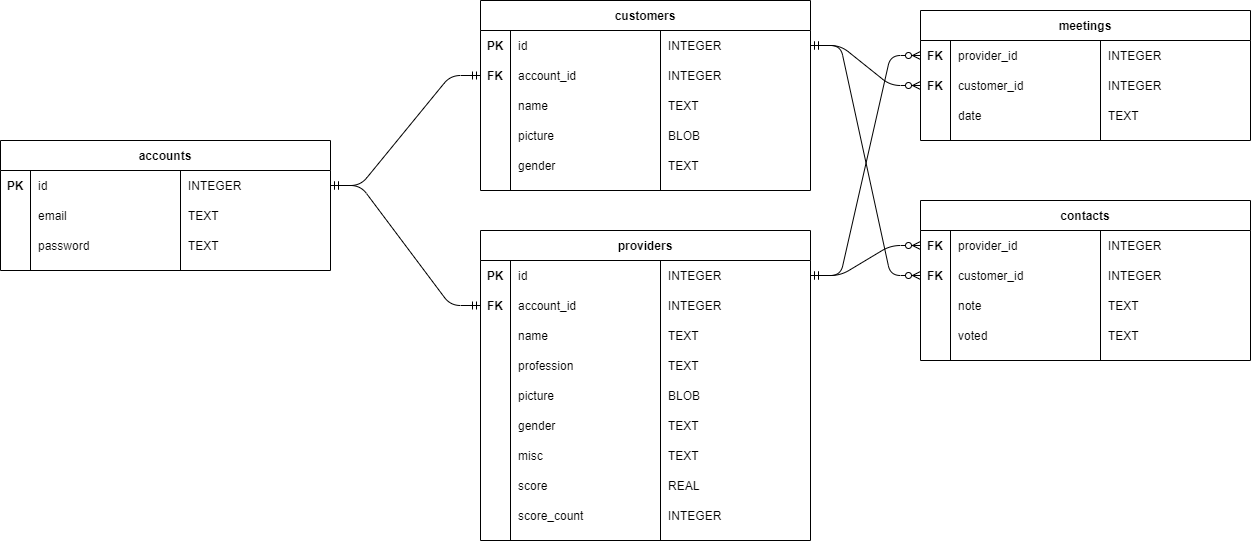 accounts
PK id INTEGER
email TEXT
password TEXT
customers
PK id INTEGER
FK account_id INTEGER
name TEXT
picture BLOB
gender TEXT
providers
PK id INTEGER
FK account_id INTEGER
name TEXT
profession TEXT
picture BLOB
gender TEXT
misc TEXT
score REAL
score_count INTEGER
meetings
FK provider_id INTEGER
FK customer_id INTEGER
date TEXT
contacts
FK provider_id INTEGER
FK customer_id INTEGER
note TEXT
voted TEXT